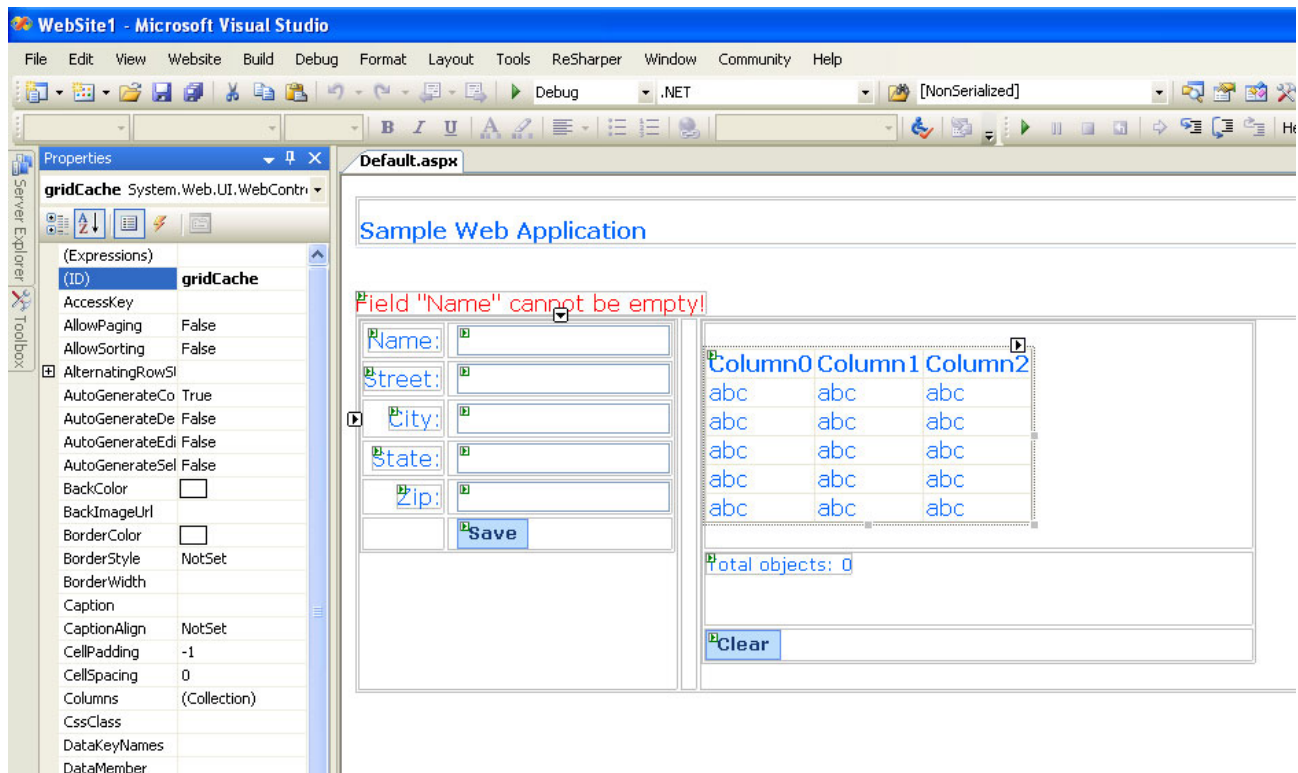 WebSite1 - Microsoft Visual Studio
File Edit View Website Build Debug Format Layout Tools ReSharper Window Community Help
Debug .NET [NonSerialized]
B I U A He
Server Explorer
Toolbox
Properties
gridCache System.Web.UI.WebContr
(Expressions)
(ID) gridCache
AccessKey
AllowPaging False
AllowSorting False
AlternatingRowSt
AutoGenerateCo True
AutoGenerateDe False
AutoGenerateEdi False
AutoGenerateSel False
BackColor
BackImageUrl
BorderColor
BorderStyle NotSet
BorderWidth
Caption
CaptionAlign NotSet
CellPadding -1
CellSpacing 0
Columns (Collection)
CssClass
DataKeyNames
DataMember
Default.aspx
Sample Web Application
Field "Name" cannot be empty!
Name:
Street:
City:
State:
Zip:
Save
Column0 Column1 Column2
abc abc abc
abc abc abc
abc abc abc
abc abc abc
abc abc abc
Total objects: 0
Clear